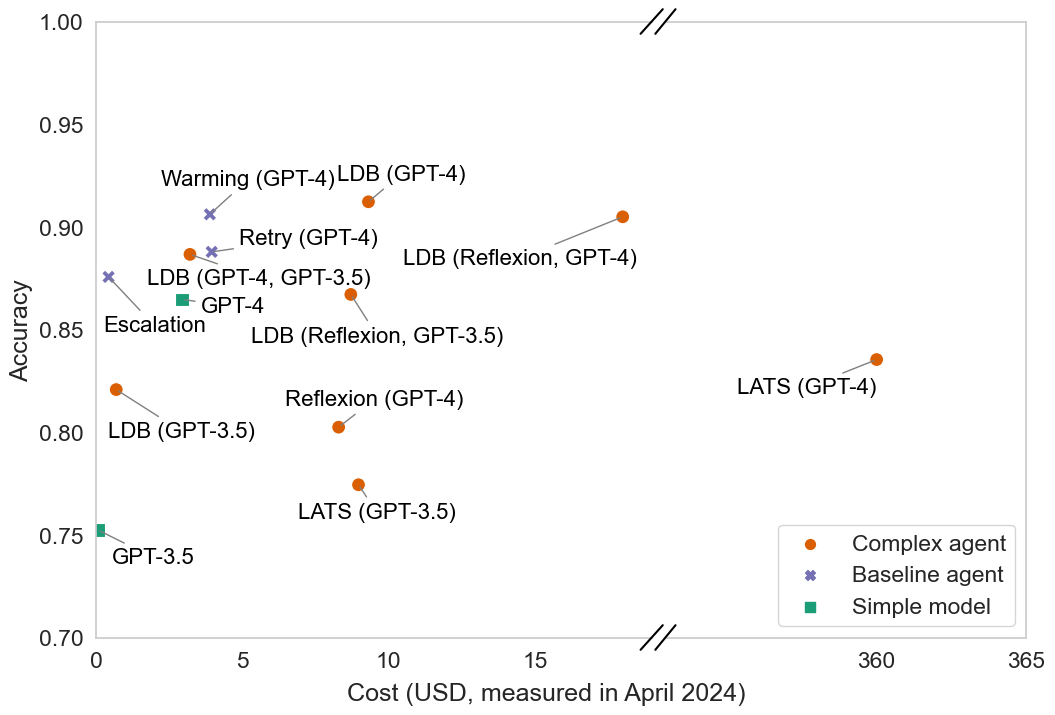 1.00
0.95
0.90
0.85
0.80
0.75
0.70
Accuracy
Warming (GPT-4)
LDB (GPT-4)
Retry (GPT-4)
LDB (Reflexion, GPT-4)
LDB (GPT-4, GPT-3.5)
GPT-4
Escalation
LDB (Reflexion, GPT-3.5)
LATS (GPT-4)
Reflexion (GPT-4)
LDB (GPT-3.5)
LATS (GPT-3.5)
GPT-3.5
Complex agent
Baseline agent
Simple model
0
5
10
15
360
365
Cost (USD, measured in April 2024)